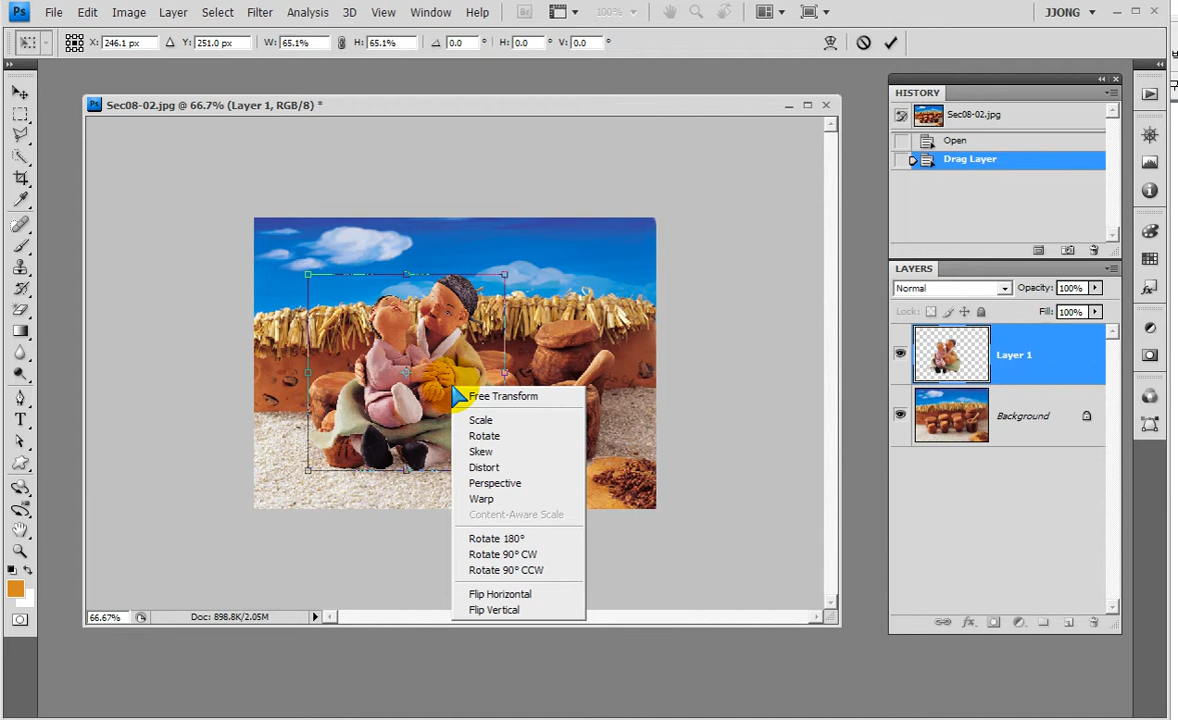 Ps File Edit Image Layer Select Filter Analysis 3D View Window Help Br 100% JJONG
X: 246.1 px Y: 251.0 px W: 65.1% H: 65.1% 0.0 ° H: 0.0 ° V: 0.0 °
Ps Sec08-02.jpg @ 66.7% (Layer 1, RGB/8) *
HISTORY
Sec08-02.jpg
Open
Drag Layer
LAYERS
Normal Opacity: 100%
Lock: Fill: 100%
Layer 1
Background
Free Transform
Scale
Rotate
Skew
Distort
Perspective
Warp
Content-Aware Scale
Rotate 180°
Rotate 90° CW
Rotate 90° CCW
Flip Horizontal
Flip Vertical
66.67% Doc: 898.8K/2.05M